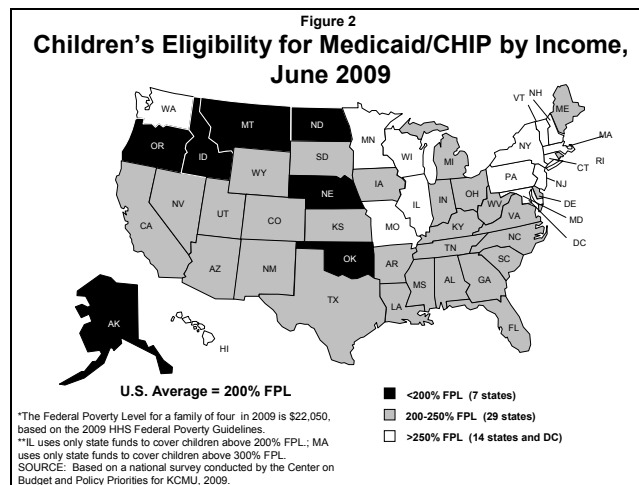 Figure 2
Children's Eligibility for Medicaid/CHIP by Income,
June 2009
WA
OR
ID
MT
ND
WY
SD
NE
NV
CA
UT
CO
KS
AZ
NM
OK
TX
MN
IA
MO
AR
LA
WI
IL
MI
IN
OH
KY
TN
MS
AL
GA
FL
SC
NC
VA
WV
PA
NY
VT
NH
ME
MA
RI
CT
NJ
DE
MD
DC
AK
HI
U.S. Average = 200% FPL
<200% FPL (7 states)
200-250% FPL (29 states)
>250% FPL (14 states and DC)
*The Federal Poverty Level for a family of four in 2009 is $22,050,
based on the 2009 HHS Federal Poverty Guidelines.
**IL uses only state funds to cover children above 200% FPL.; MA
uses only state funds to cover children above 300% FPL.
SOURCE: Based on a national survey conducted by the Center on
Budget and Policy Priorities for KCMU, 2009.